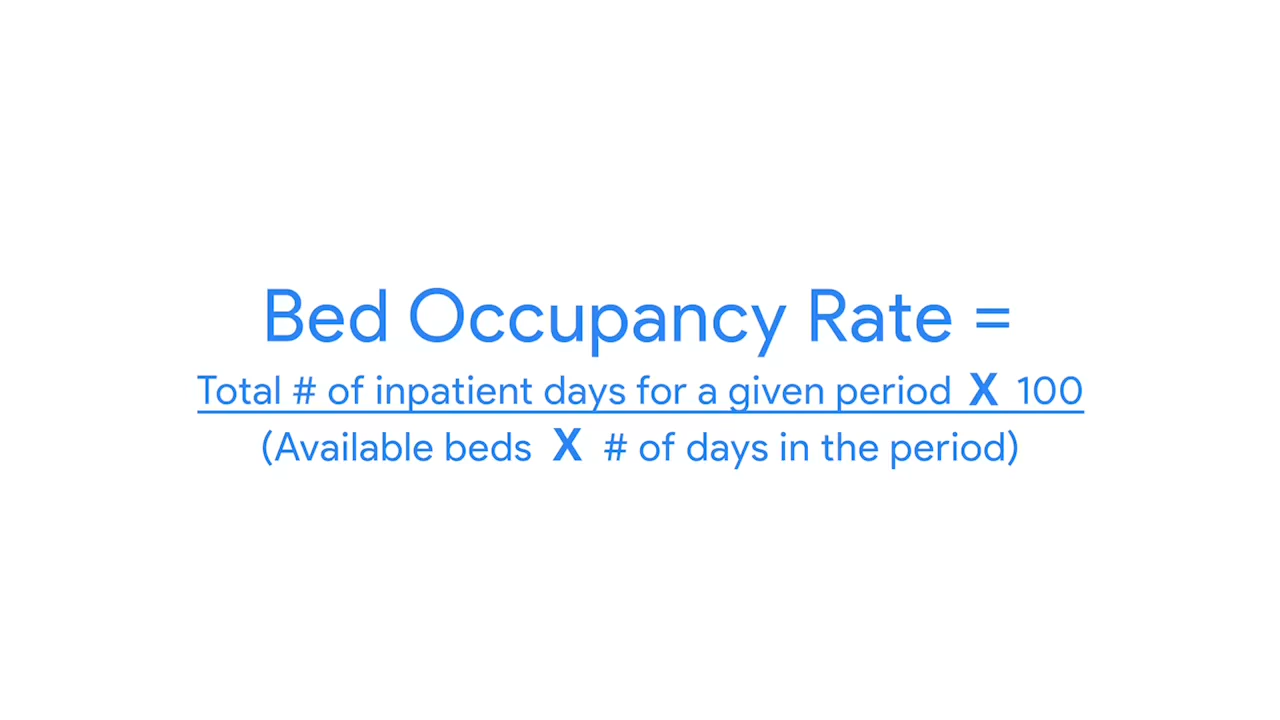 Bed Occupancy Rate =
Total # of inpatient days for a given period X 100
(Available beds X # of days in the period)